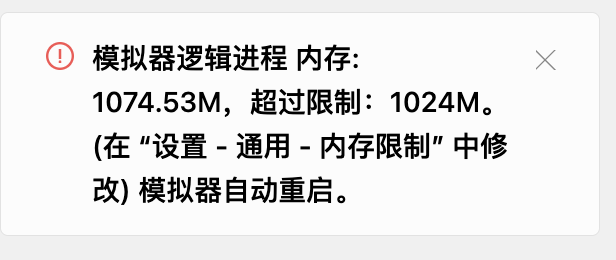 模拟器逻辑进程 内存:
1074.53M，超过限制：1024M。
(在 “设置 - 通用 - 内存限制” 中修
改) 模拟器自动重启。